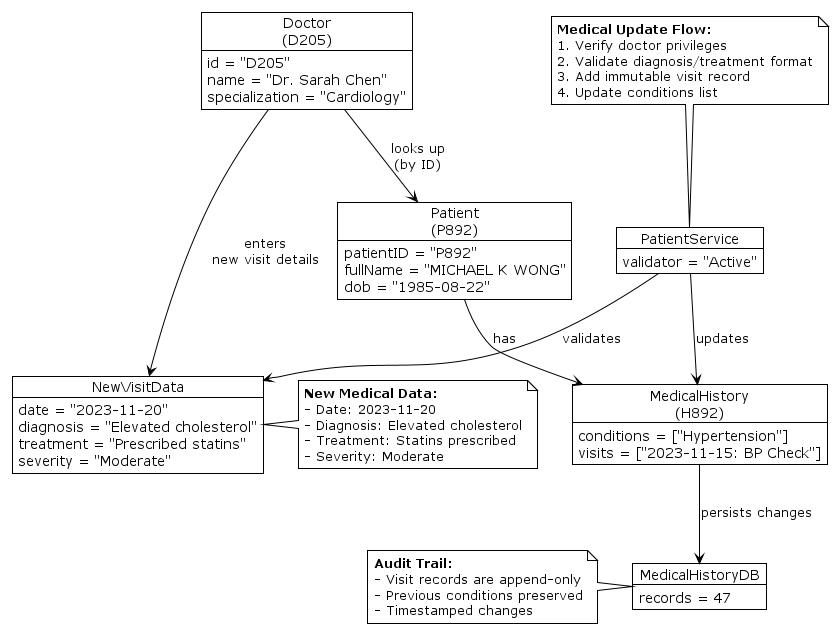 Doctor
(D205)
id = "D205"
name = "Dr. Sarah Chen"
specialization = "Cardiology"
Medical Update Flow:
1. Verify doctor privileges
2. Validate diagnosis/treatment format
3. Add immutable visit record
4. Update conditions list
looks up
(by ID)
Patient
(P892)
patientID = "P892"
fullName = "MICHAEL K WONG"
dob = "1985-08-22"
PatientService
validator = "Active"
enters
new visit details
has
validates
updates
NewVisitData
date = "2023-11-20"
diagnosis = "Elevated cholesterol"
treatment = "Prescribed statins"
severity = "Moderate"
New Medical Data:
- Date: 2023-11-20
- Diagnosis: Elevated cholesterol
- Treatment: Statins prescribed
- Severity: Moderate
MedicalHistory
(H892)
conditions = ["Hypertension"]
visits = ["2023-11-15: BP Check"]
persists changes
Audit Trail:
- Visit records are append-only
- Previous conditions preserved
- Timestamped changes
MedicalHistoryDB
records = 47